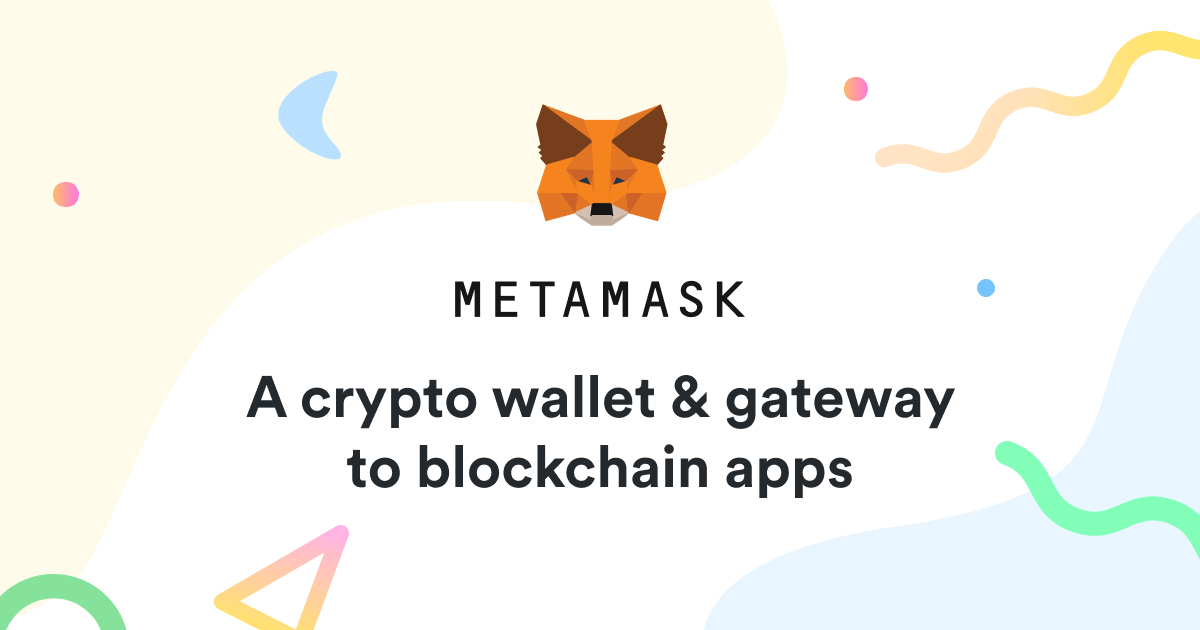 METAMASK
A crypto wallet & gateway
to blockchain apps